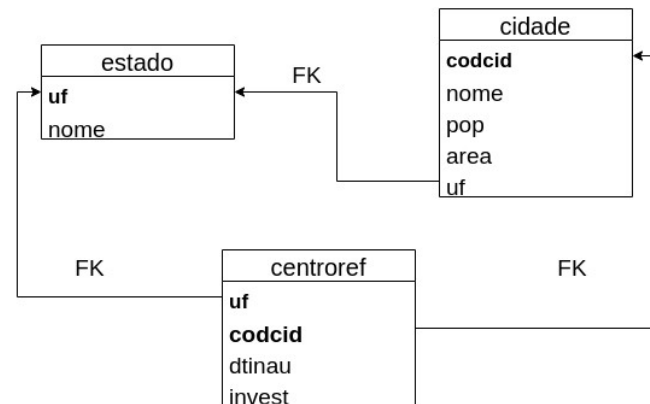 cidade
codcid
nome
pop
area
uf
estado
uf
nome
FK
FK
FK
centroref
uf
codcid
dtinau
invest